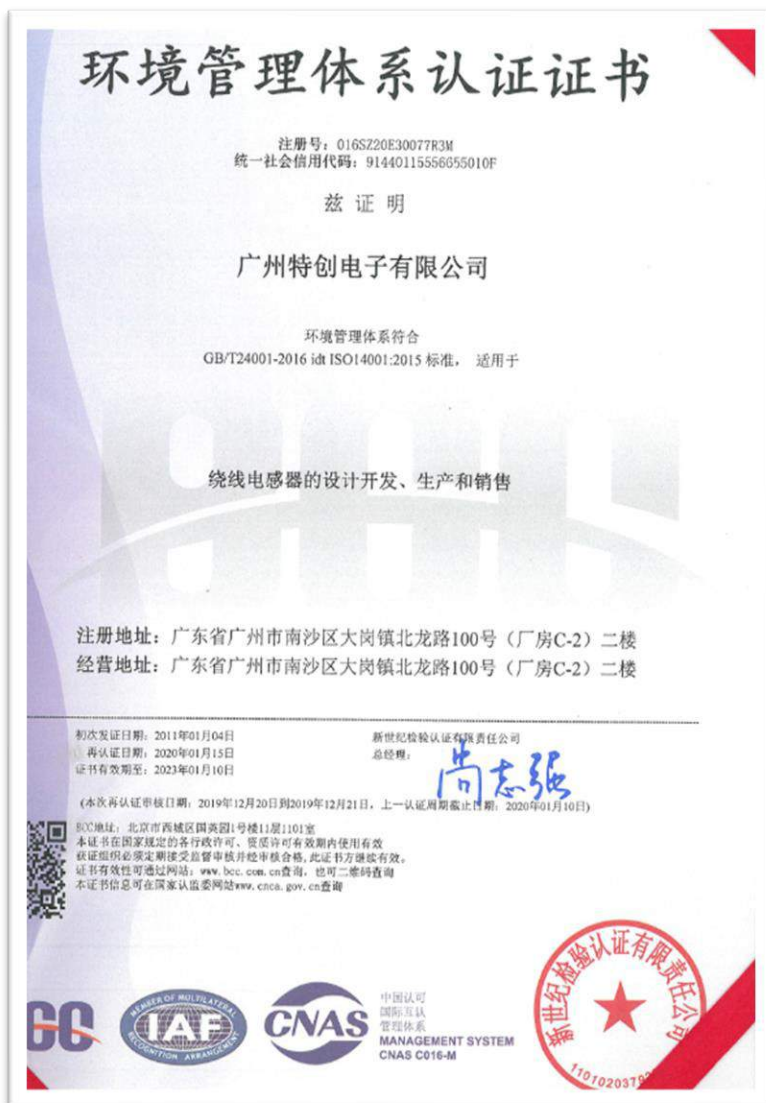 环境管理体系认证证书
注册号：016SZ20E30077R3M
统一社会信用代码：91440115556655010F
兹证明
广州特创电子有限公司
环境管理体系符合
GB/T24001-2016 idt ISO14001:2015 标准， 适用于
绕线电感器的设计开发、生产和销售
注册地址：广东省广州市南沙区大岗镇北龙路100号（厂房C-2）二楼
经营地址：广东省广州市南沙区大岗镇北龙路100号（厂房C-2）二楼
初次发证日期：2011年01月04日
再认证日期：2020年01月15日
证书有效期至：2023年01月10日
新世纪检验认证有限责任公司
总经理：
尚志强
(本次再认证审核日期：2019年12月20日到2019年12月21日，上一认证周期截止日期：2020年01月10日)
BCC地址：北京市西城区国英园1号楼11层1101室
本证书在国家规定的各行政许可、资质许可有效期内使用有效
获证组织必须定期接受监督审核并经审核合格,此证书方继续有效。
证书有效性可通过网站：www.bcc.com.cn查询，也可二维码查询
本证书信息可在国家认监委网站www.cnca.gov.cn查询
CC
MEMBER OF MULTILATERAL
IAF
RECOGNITION ARRANGEMENT
CNAS
中国认可
国际互认
管理体系
MANAGEMENT SYSTEM
CNAS C016-M
新世纪检验认证有限责任公司